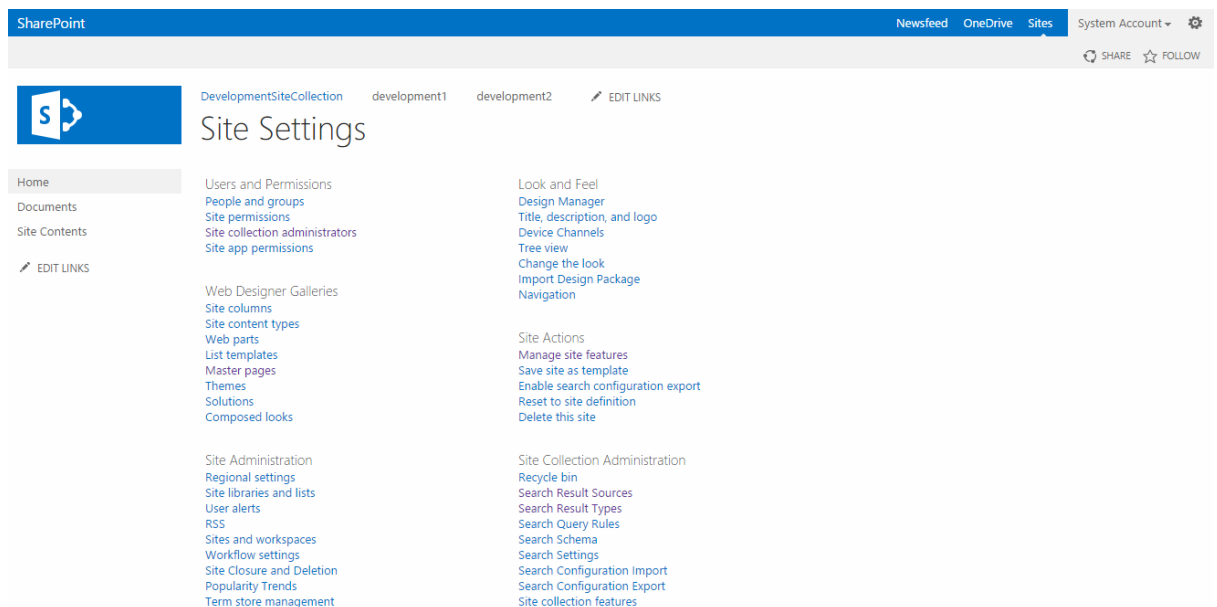 SharePoint
Newsfeed OneDrive Sites System Account
SHARE FOLLOW
S
DevelopmentSiteCollection development1 development2 EDIT LINKS
Site Settings
Home
Documents
Site Contents
EDIT LINKS
Users and Permissions
People and groups
Site permissions
Site collection administrators
Site app permissions
Web Designer Galleries
Site columns
Site content types
Web parts
List templates
Master pages
Themes
Solutions
Composed looks
Site Administration
Regional settings
Site libraries and lists
User alerts
RSS
Sites and workspaces
Workflow settings
Site Closure and Deletion
Popularity Trends
Term store management
Look and Feel
Design Manager
Title, description, and logo
Device Channels
Tree view
Change the look
Import Design Package
Navigation
Site Actions
Manage site features
Save site as template
Enable search configuration export
Reset to site definition
Delete this site
Site Collection Administration
Recycle bin
Search Result Sources
Search Result Types
Search Query Rules
Search Schema
Search Settings
Search Configuration Import
Search Configuration Export
Site collection features